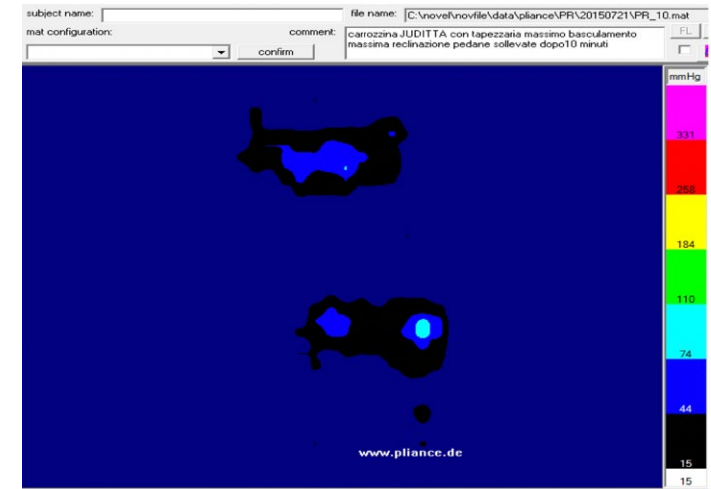 subject name:
file name: C:\novel\novfile\data\pliance\PR\20150721\PR_10.mat
mat configuration:
comment: carrozzina JUDITTA con tapezzaria massimo basculamento
massima reclinazione pedane sollevate dopo10 minuti
FL
confirm
mmHg
331
258
184
110
74
44
15
15
www.pliance.de